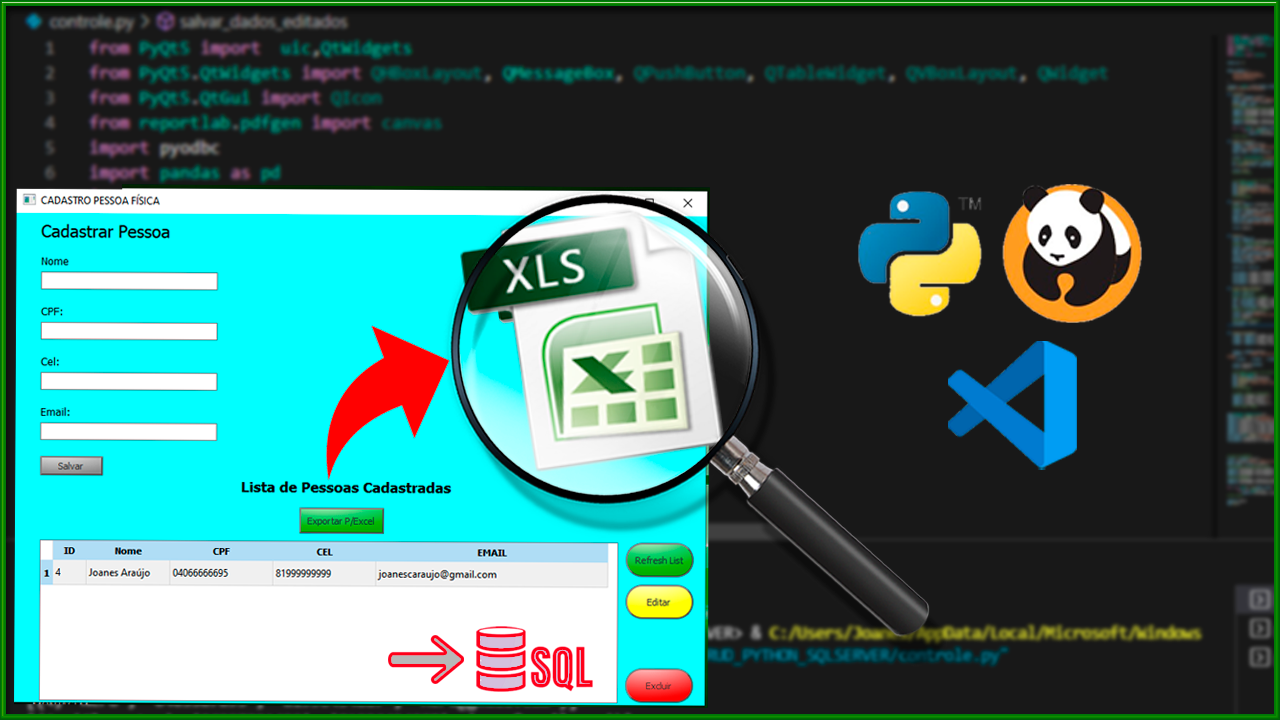 controle.py > salvar_dados_editados
1 from PyQt5 import uic,QtWidgets
2 from PyQt5.QtWidgets import QHBoxLayout, QMessageBox, QPushButton, QTableWidget, QVBoxLayout, QWidget
3 from PyQt5.QtGui import QIcon
4 from reportlab.pdfgen import canvas
5 import pyodbc
6 import pandas as pd
CADASTRO PESSOA FÍSICA
Cadastrar Pessoa
Nome
CPF:
Cel:
Email:
Salvar
XLS
X
TM
Lista de Pessoas Cadastradas
Exportar P/Excel
ID Nome CPF CEL EMAIL
1 4 Joanes Araújo 04066666695 81999999999 joanescaraujo@gmail.com
Refresh List
Editar
Excluir
SQL
VER> & C:/Users/Joanes/AppData/Local/Microsoft/Windows
RUD_PYTHON_SQLSERVER/controle.py"